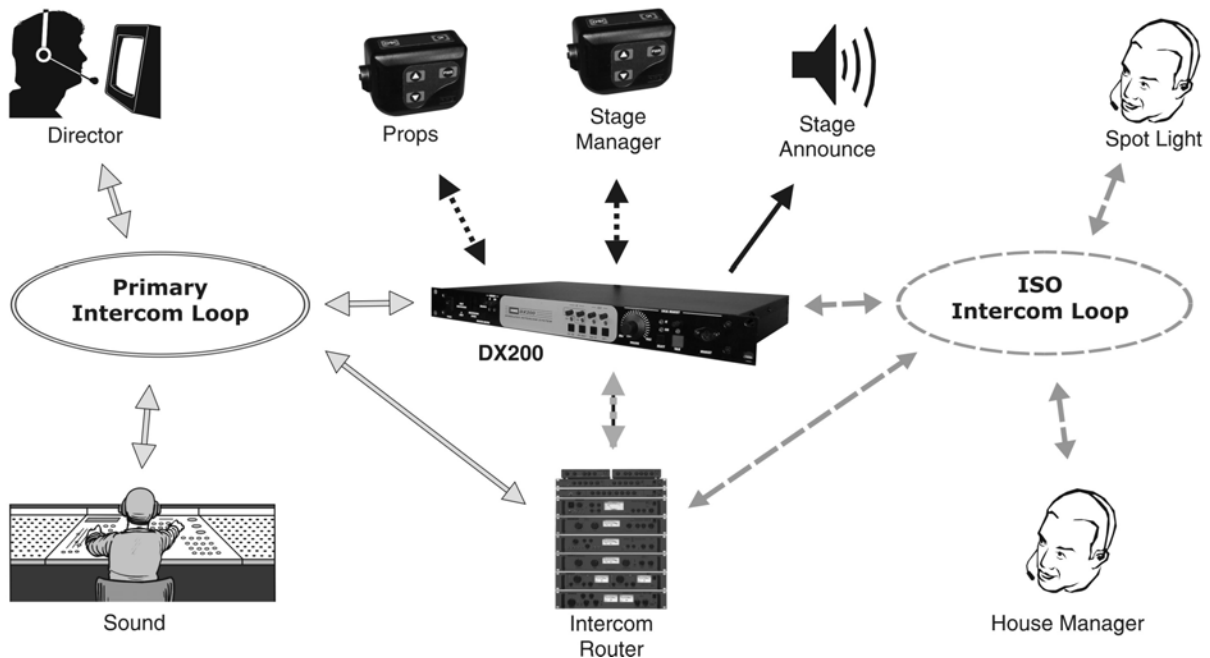 Director
Props
Stage
Manager
Stage
Announce
Spot Light
Primary
Intercom Loop
DX200
ISO
Intercom Loop
Sound
Intercom
Router
House Manager